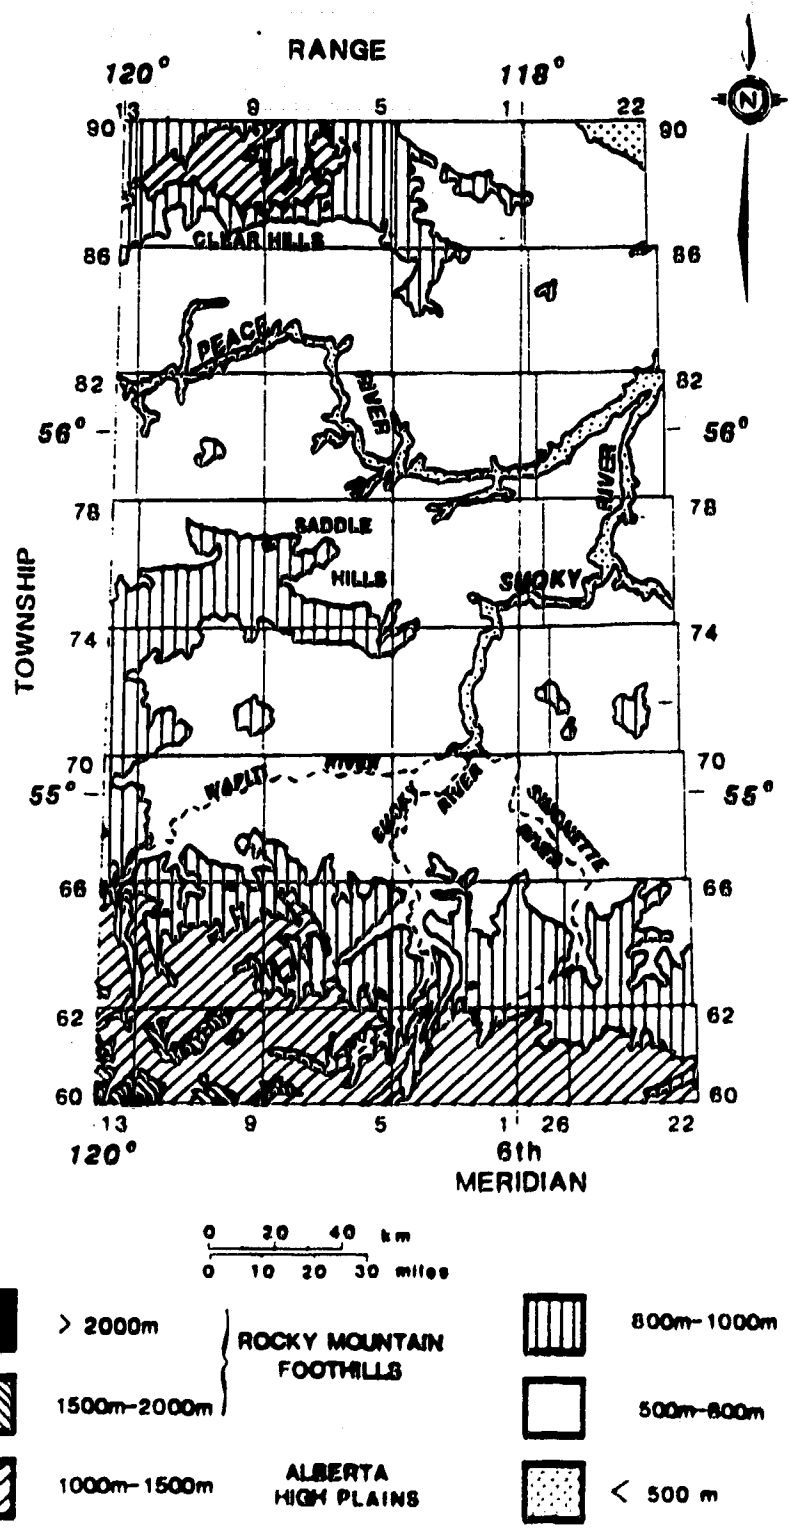 RANGE
120° 118°
13 9 5 1 22
N
90 90
CLEAR HILLS
86 86
PEACE
RIVER
82 82
56° 56°
RIVER
78 78
SADDLE
HILLS
SMOKY
TOWNSHIP
74 74
70 70
WAPITI RIVER
55° 55°
SMOKY
RIVER
SIMONETTE
RIVER
66 66
62 62
60 60
13 9 5 1 26 22
120° 6th
MERIDIAN
0 20 40 km
0 10 20 30 miles
> 2000m
ROCKY MOUNTAIN
FOOTHILLS
800m-1000m
1500m-2000m
500m-800m
1000m-1500m
ALBERTA
HIGH PLAINS
< 500 m